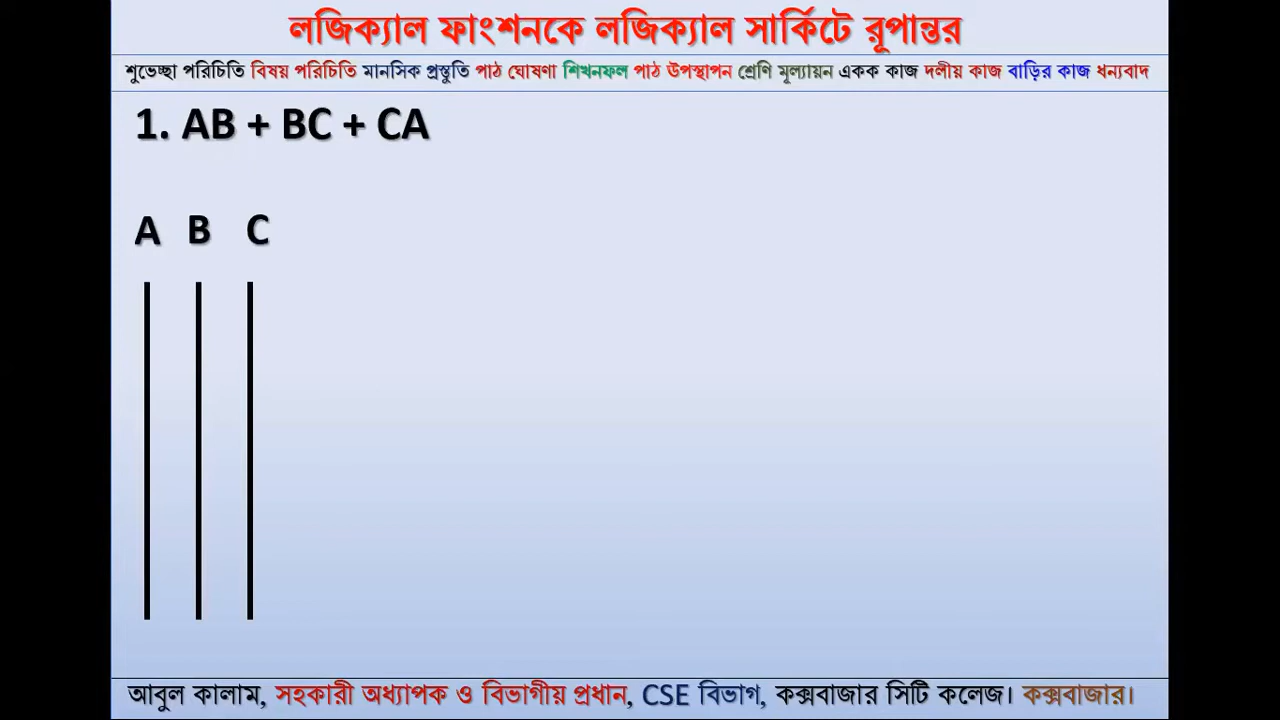 লজিক্যাল ফাংশনকে লজিক্যাল সার্কিটে রূপান্তর
শুভেচ্ছা পরিচিতি বিষয় পরিচিতি মানসিক প্রস্তুতি পাঠ ঘোষণা শিখনফল পাঠ উপস্থাপন শ্রেণি মূল্যায়ন একক কাজ দলীয় কাজ বাড়ির কাজ ধন্যবাদ
1. AB + BC + CA
A B C
আবুল কালাম, সহকারী অধ্যাপক ও বিভাগীয় প্রধান, CSE বিভাগ, কক্সবাজার সিটি কলেজ। কক্সবাজার।